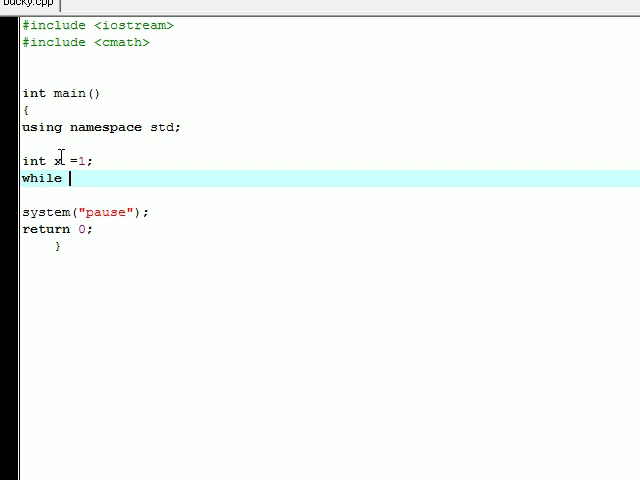 bucky.cpp
#include <iostream>
#include <cmath>
int main()
{
using namespace std;
int x =1;
while
system("pause");
return 0;
}